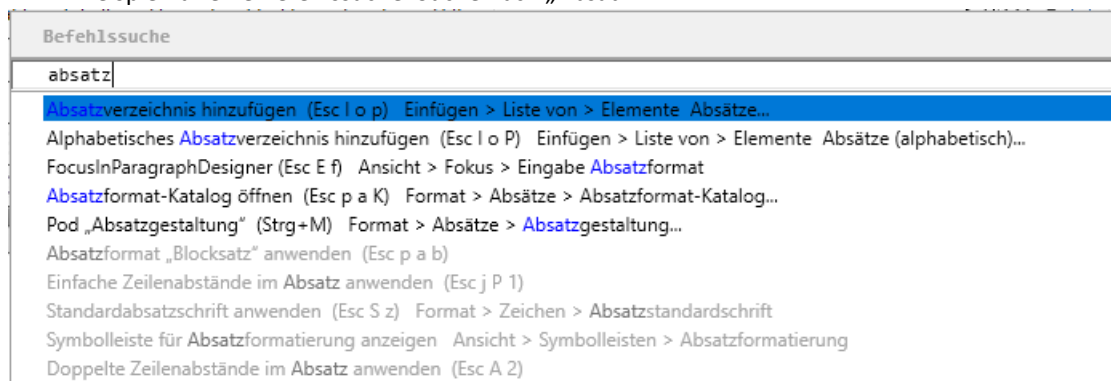 Befehlssuche
absatz
Absatzverzeichnis hinzufügen (Esc l o p) Einfügen > Liste von > Elemente Absätze...
Alphabetisches Absatzverzeichnis hinzufügen (Esc l o P) Einfügen > Liste von > Elemente Absätze (alphabetisch)...
FocusInParagraphDesigner (Esc E f) Ansicht > Fokus > Eingabe Absatzformat
Absatzformat-Katalog öffnen (Esc p a K) Format > Absätze > Absatzformat-Katalog...
Pod „Absatzgestaltung“ (Strg+M) Format > Absätze > Absatzgestaltung...
Absatzformat „Blocksatz“ anwenden (Esc p a b)
Einfache Zeilenabstände im Absatz anwenden (Esc j P 1)
Standardabsatzschrift anwenden (Esc S z) Format > Zeichen > Absatzstandardschrift
Symbolleiste für Absatzformatierung anzeigen Ansicht > Symbolleisten > Absatzformatierung
Doppelte Zeilenabstände im Absatz anwenden (Esc A 2)